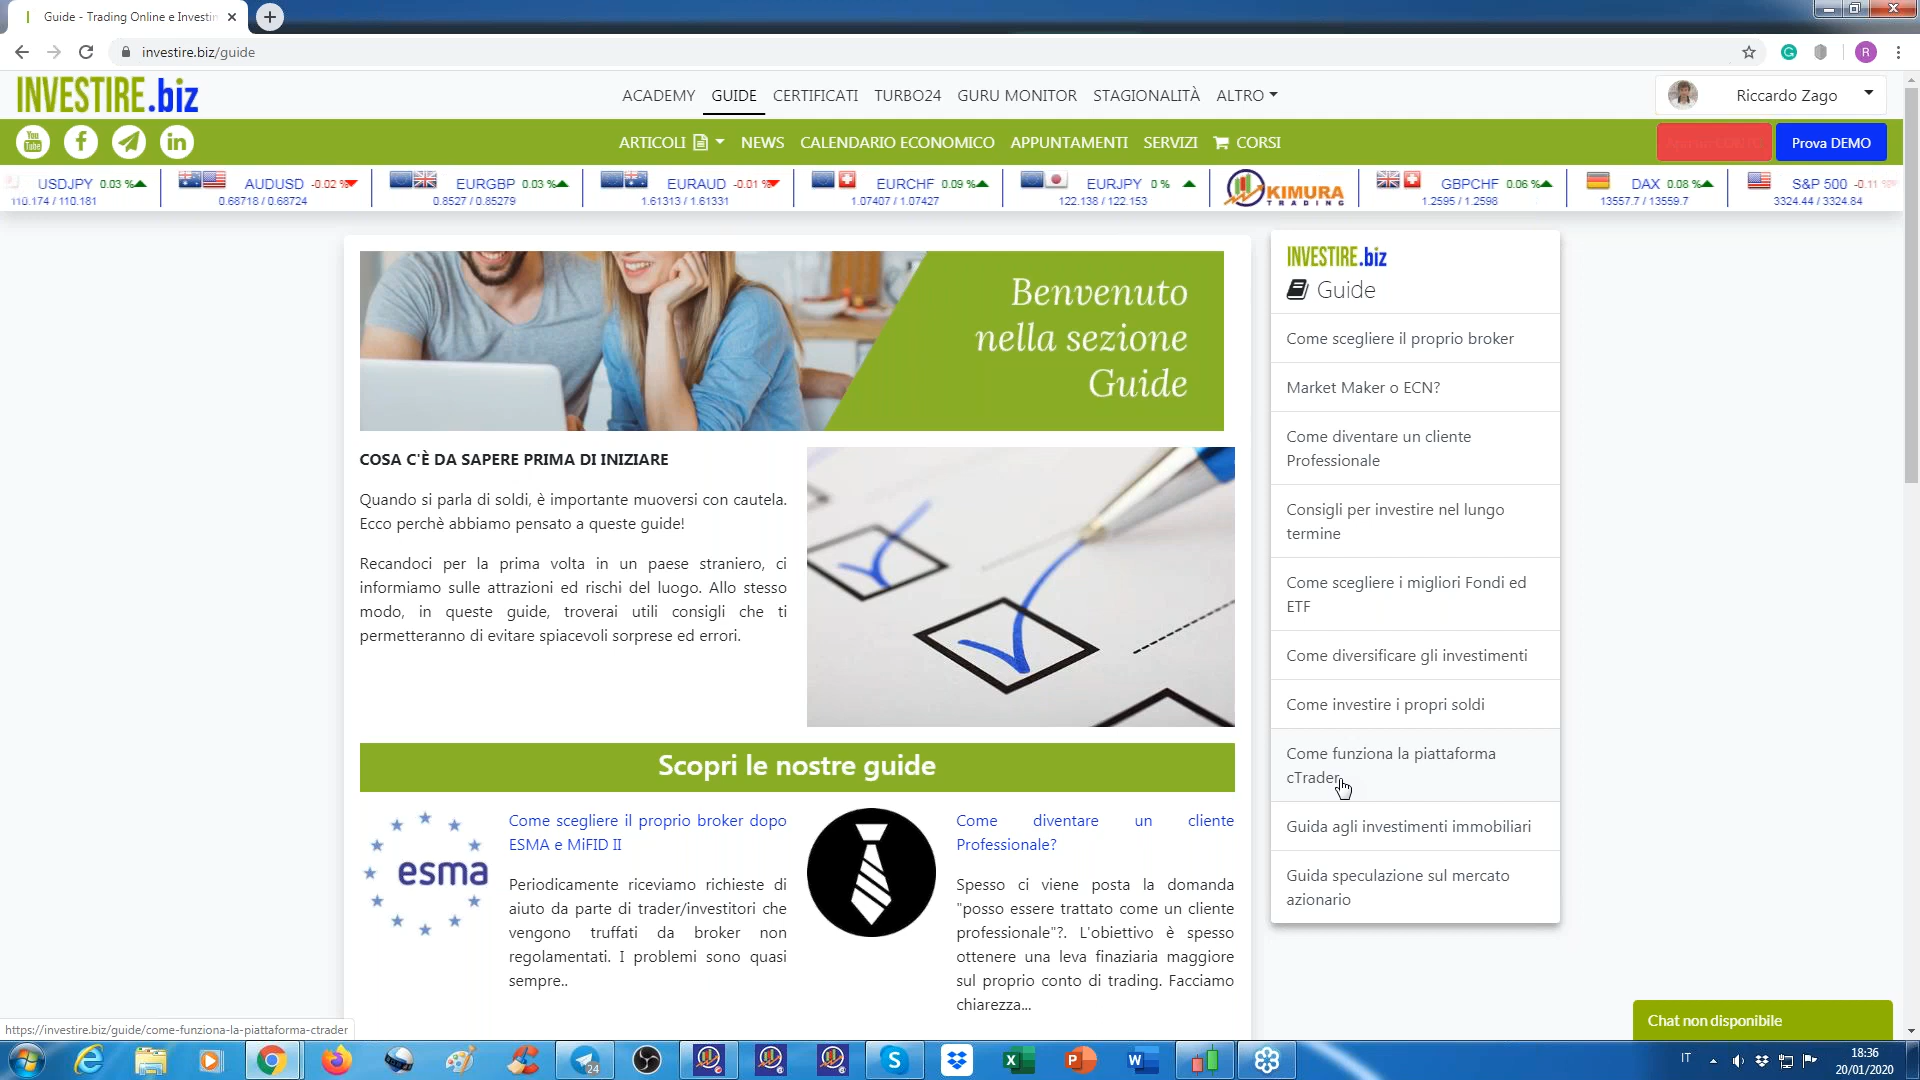 Guide - Trading Online e Investin
investire.biz/guide
R
INVESTIRE.biz
ACADEMY GUIDE CERTIFICATI TURBO24 GURU MONITOR STAGIONALITÀ ALTRO
Riccardo Zago
You Tube
ARTICOLI NEWS CALENDARIO ECONOMICO APPUNTAMENTI SERVIZI CORSI
Prova DEMO
USDJPY 0.03 % AUDUSD -0.02 % EURGBP 0.03 % EURAUD -0.01 % EURCHF 0.09 % EURJPY 0 % KIMURA TRADING GBPCHF 0.06 % DAX 0.08 % S&P 500 -0.11 %
110.174 / 110.181 0.68718 / 0.68724 0.8527 / 0.85279 1.61313 / 1.61331 1.07407 / 1.07427 122.138 / 122.153 1.2595 / 1.2598 13557.7 / 13559.7 3324.44 / 3324.84
Benvenuto
nella sezione
Guide
COSA C'È DA SAPERE PRIMA DI INIZIARE
Quando si parla di soldi, è importante muoversi con cautela.
Ecco perchè abbiamo pensato a queste guide!
Recandoci per la prima volta in un paese straniero, ci
informiamo sulle attrazioni ed rischi del luogo. Allo stesso
modo, in queste guide, troverai utili consigli che ti
permetteranno di evitare spiacevoli sorprese ed errori.
Scopri le nostre guide
esma
Come scegliere il proprio broker dopo
ESMA e MiFID II
Periodicamente riceviamo richieste di
aiuto da parte di trader/investitori che
vengono truffati da broker non
regolamentati. I problemi sono quasi
sempre..
Come diventare un cliente
Professionale?
Spesso ci viene posta la domanda
"posso essere trattato come un cliente
professionale"?. L'obiettivo è spesso
ottenere una leva finaziaria maggiore
sul proprio conto di trading. Facciamo
chiarezza...
INVESTIRE.biz
Guide
Come scegliere il proprio broker
Market Maker o ECN?
Come diventare un cliente
Professionale
Consigli per investire nel lungo
termine
Come scegliere i migliori Fondi ed
ETF
Come diversificare gli investimenti
Come investire i propri soldi
Come funziona la piattaforma
cTrader
Guida agli investimenti immobiliari
Guida speculazione sul mercato
azionario
Chat non disponibile
https://investire.biz/guide/come-funziona-la-piattaforma-ctrader
24
IT
18:36
20/01/2020